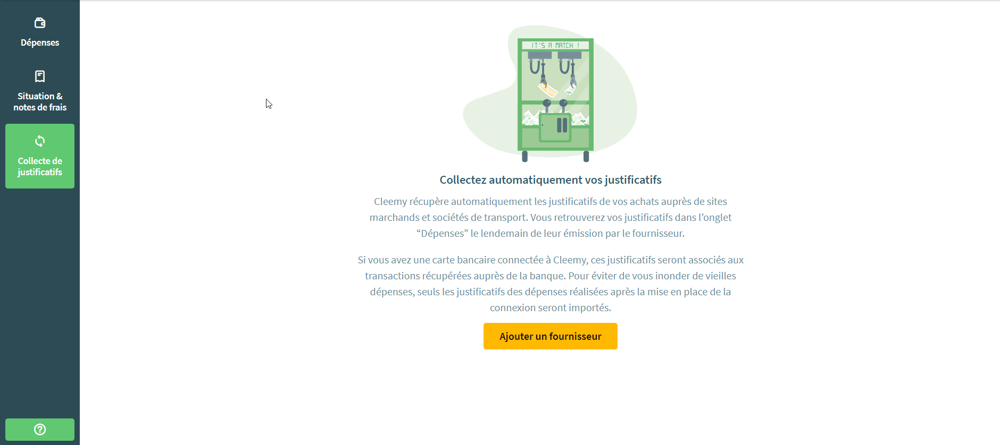 Dépenses
Situation &
notes de frais
Collecte de
justificatifs
IT'S A MATCH !
Collectez automatiquement vos justificatifs
Cleemy récupère automatiquement les justificatifs de vos achats auprès de sites
marchands et sociétés de transport. Vous retrouverez vos justificatifs dans l’onglet
“Dépenses” le lendemain de leur émission par le fournisseur.
Si vous avez une carte bancaire connectée à Cleemy, ces justificatifs seront associés aux
transactions récupérées auprès de la banque. Pour éviter de vous inonder de vieilles
dépenses, seuls les justificatifs des dépenses réalisées après la mise en place de la
connexion seront importés.
Ajouter un fournisseur